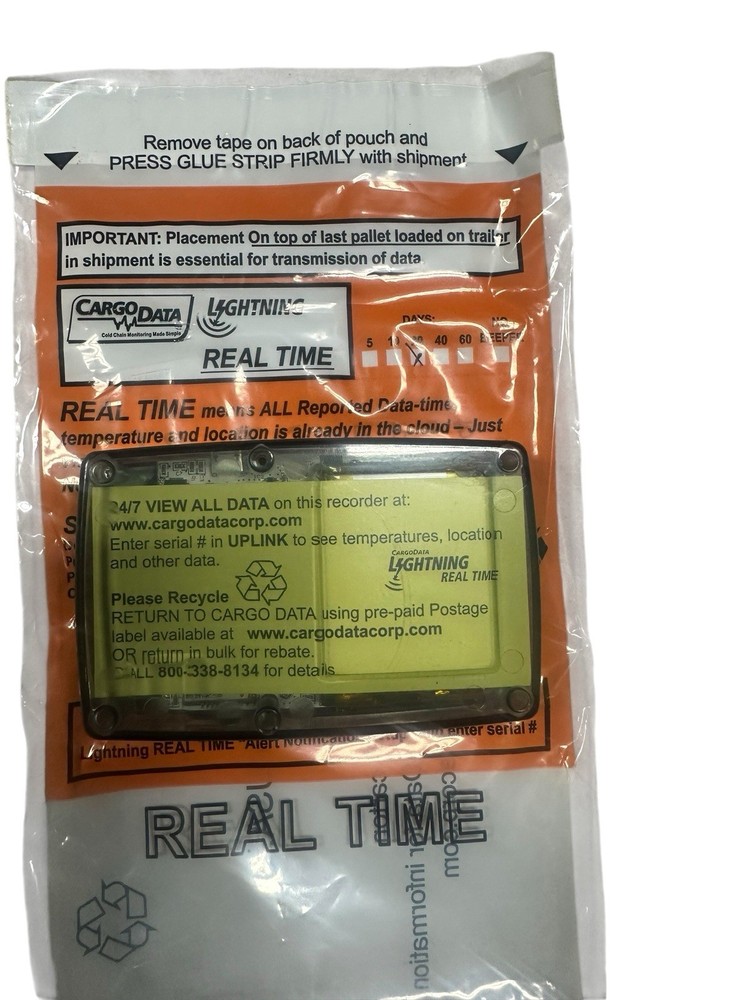 Remove tape on back of pouch and
PRESS GLUE STRIP FIRMLY with shipment
IMPORTANT: Placement On top of last pallet loaded on trailer
in shipment is essential for transmission of data
CARGODATA
Cold Chain Monitoring Made Simple
LIGHTNING
REAL TIME
DAYS:
5 40 60 BEEPER
X
REAL TIME means ALL Reported Data-time,
temperature and location is already in the cloud – Just
24/7 VIEW ALL DATA on this recorder at:
www.cargodatacorp.com
Enter serial # in UPLINK to see temperatures, location
and other data.
CARGODATA
LIGHTNING
REAL TIME
Please Recycle
RETURN TO CARGO DATA using pre-paid Postage
label available at www.cargodatacorp.com
OR return in bulk for rebate.
CALL 800-338-8134 for details
Lightning REAL TIME "Alert enter serial #
REAL TIME
information